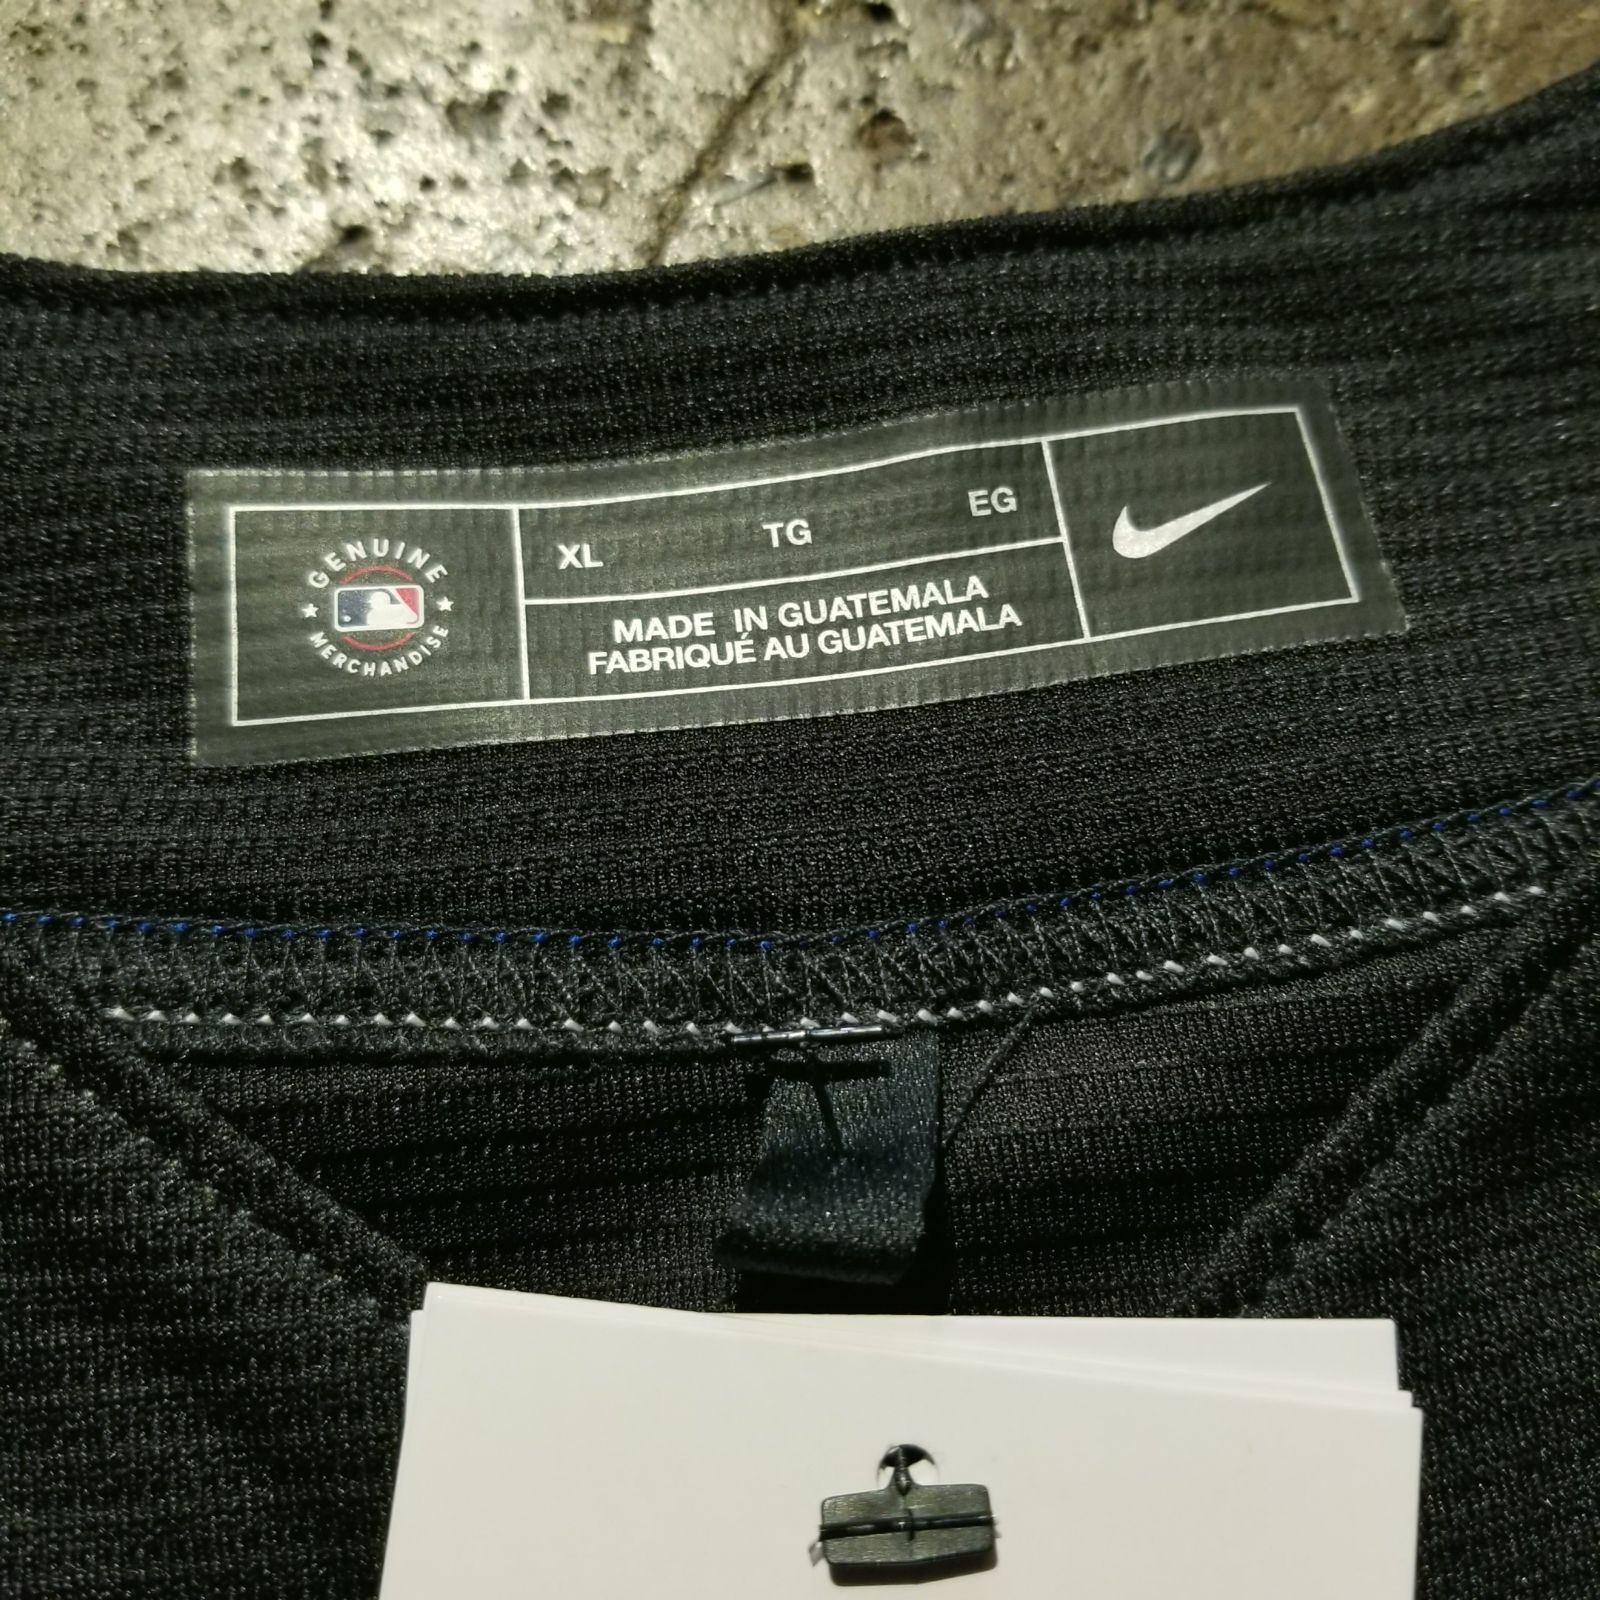 GENUINE
MERCHANDISE
XL TG EG
MADE IN GUATEMALA
FABRIQUÉ AU GUATEMALA